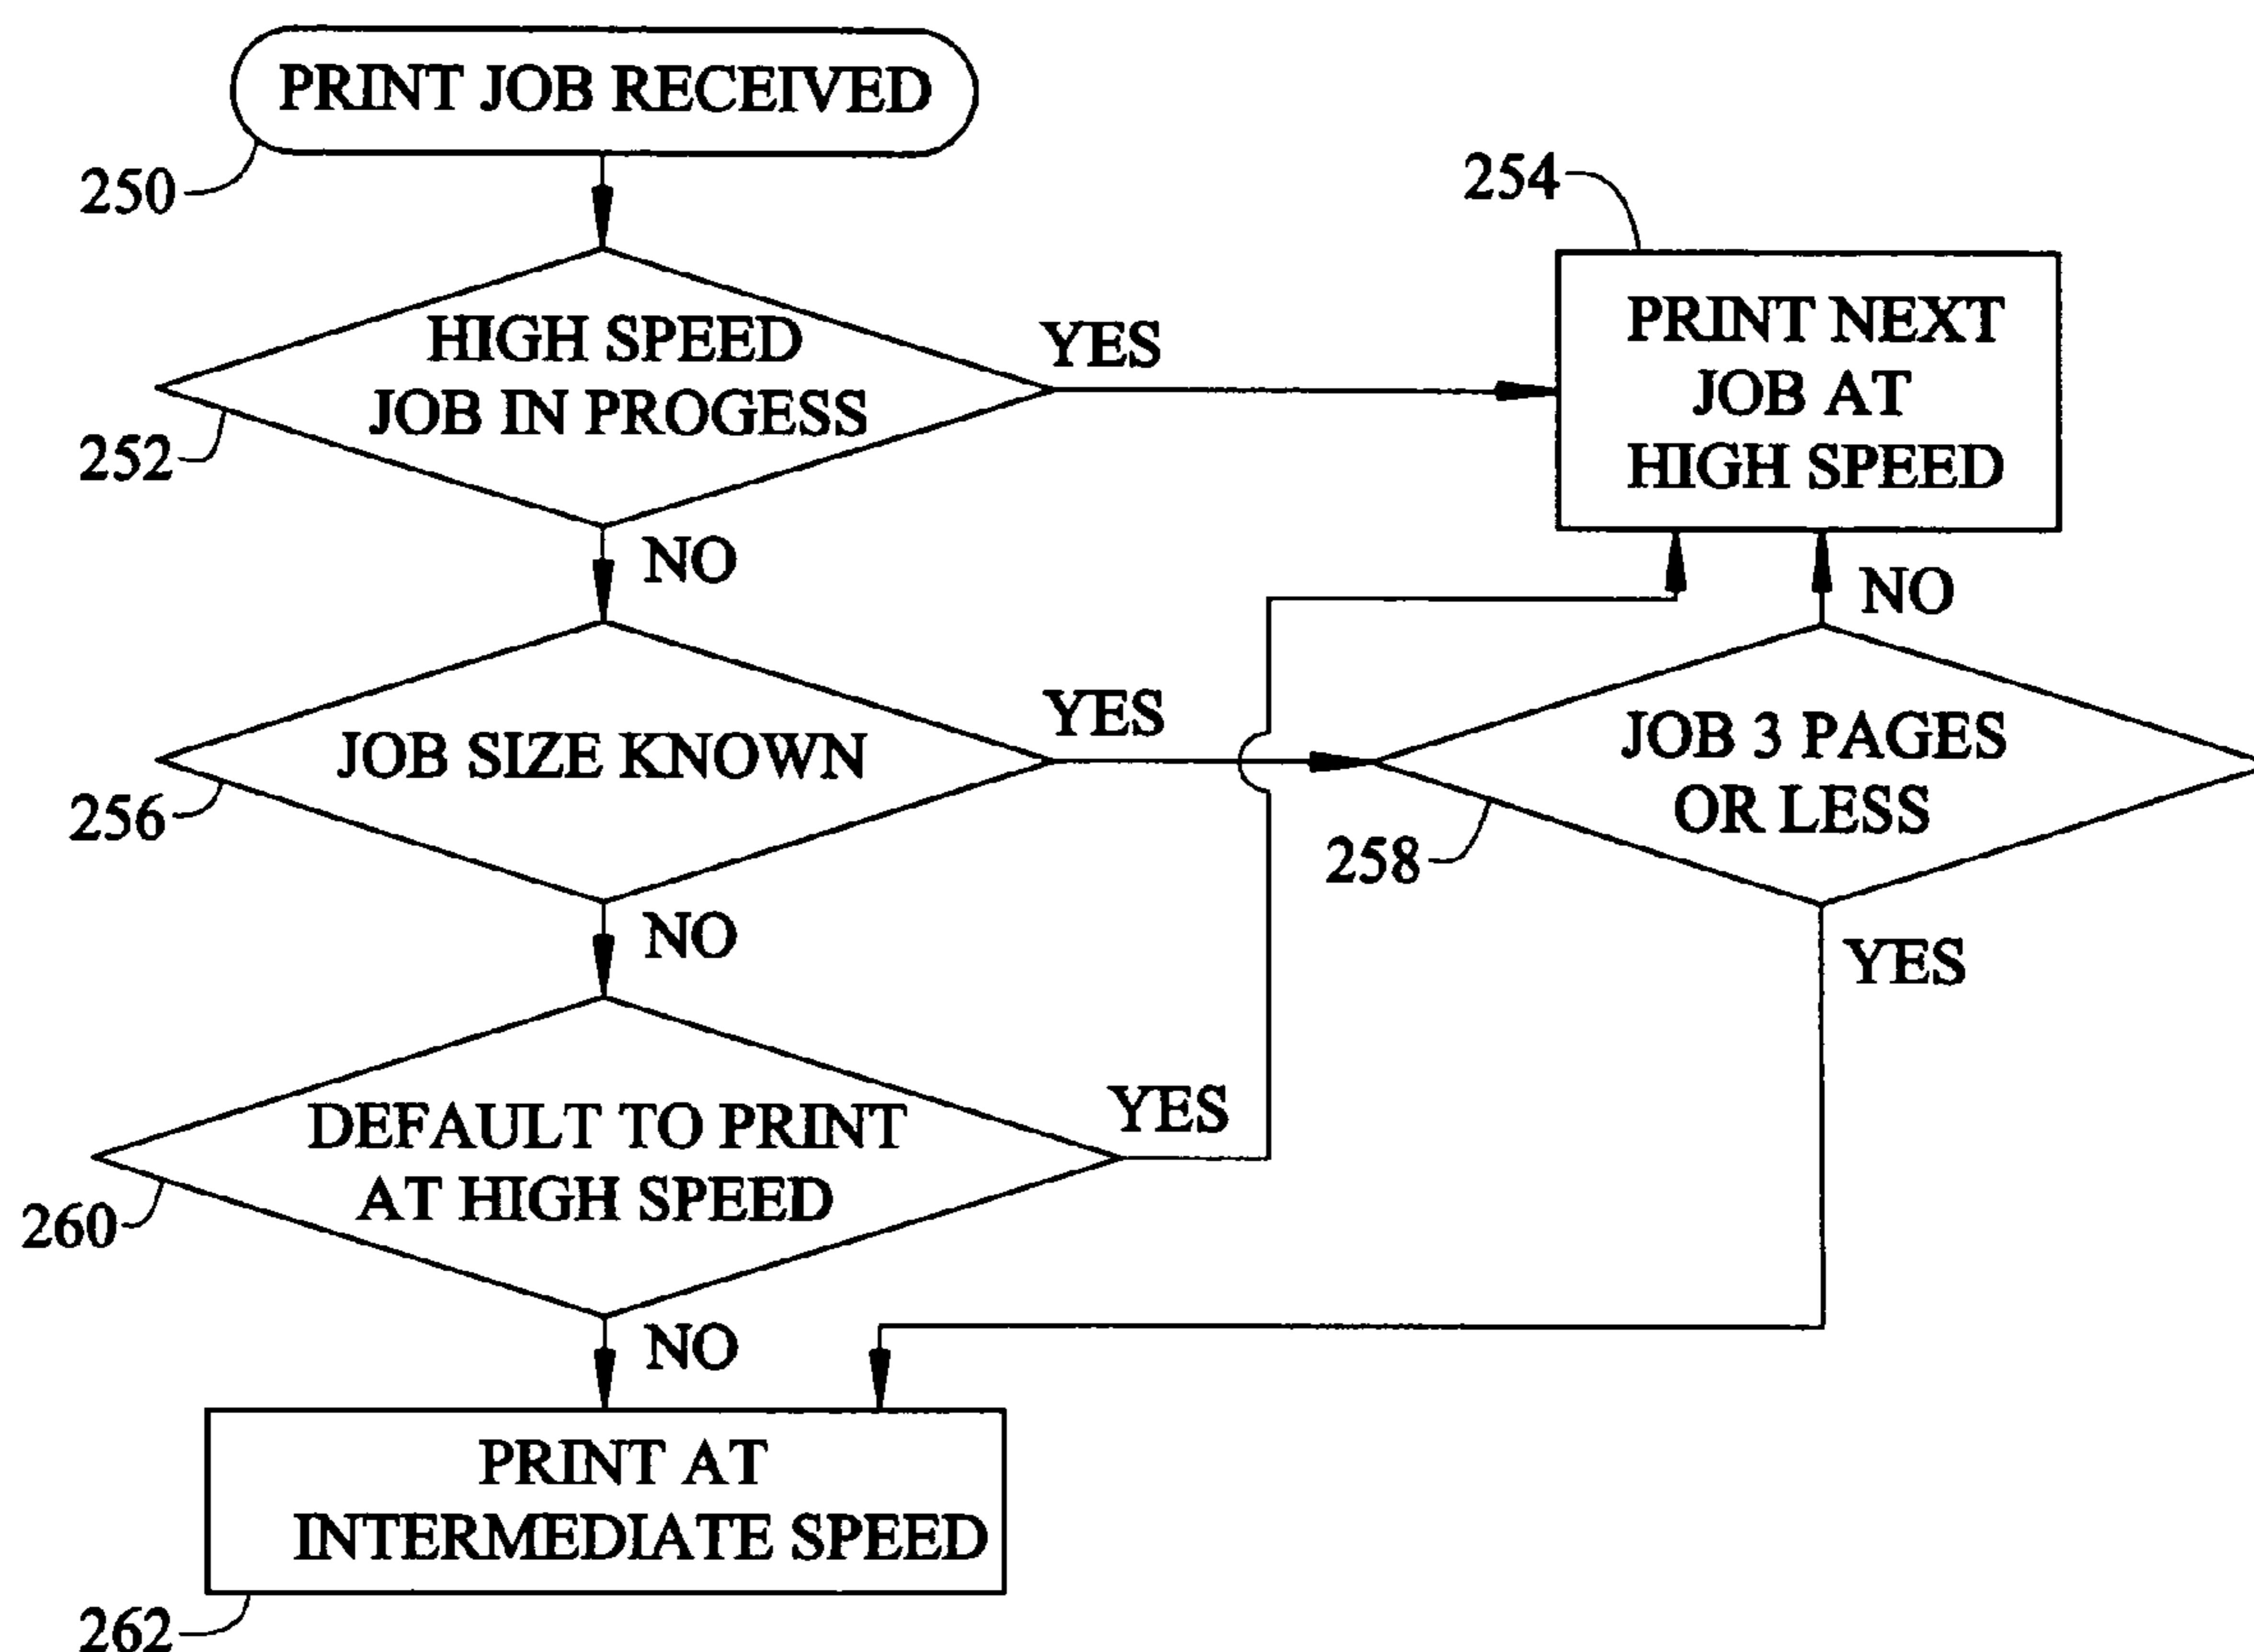 PRINT JOB RECEIVED
250
254
HIGH SPEED
JOB IN PROGESS
YES
252
PRINT NEXT
JOB AT
HIGH SPEED
NO
NO
JOB SIZE KNOWN
YES
256
JOB 3 PAGES
OR LESS
258
NO
YES
DEFAULT TO PRINT
AT HIGH SPEED
YES
260
NO
PRINT AT
INTERMEDIATE SPEED
262